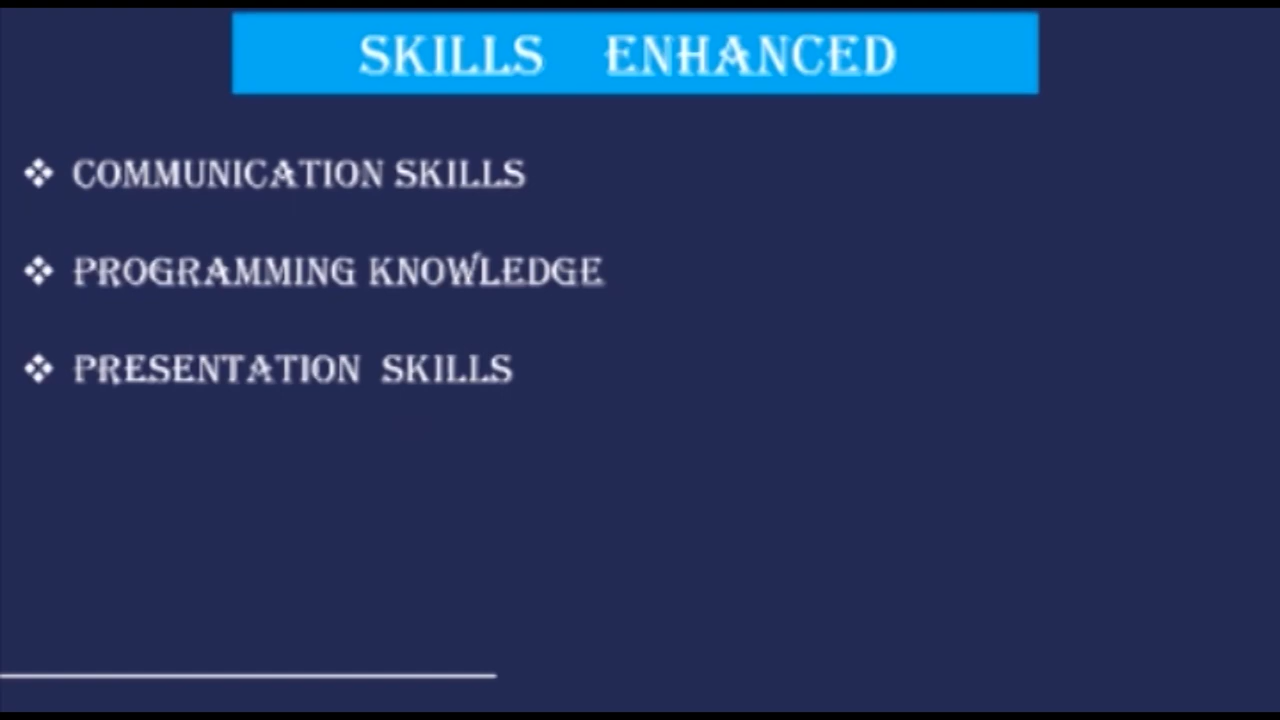 SKILLS ENHANCED
❖ COMMUNICATION SKILLS
❖ PROGRAMMING KNOWLEDGE
❖ PRESENTATION SKILLS